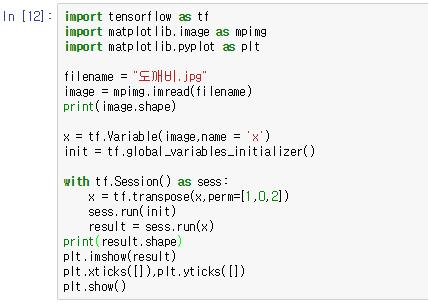 In [12]:
import tensorflow as tf
import matplotlib.image as mpimg
import matplotlib.pyplot as plt
filename = "도깨비.jpg"
image = mpimg.imread(filename)
print(image.shape)
x = tf.Variable(image,name = 'x')
init = tf.global_variables_initializer()
with tf.Session() as sess:
    x = tf.transpose(x,perm=[1,0,2])
    sess.run(init)
    result = sess.run(x)
print(result.shape)
plt.imshow(result)
plt.xticks([]),plt.yticks([])
plt.show()